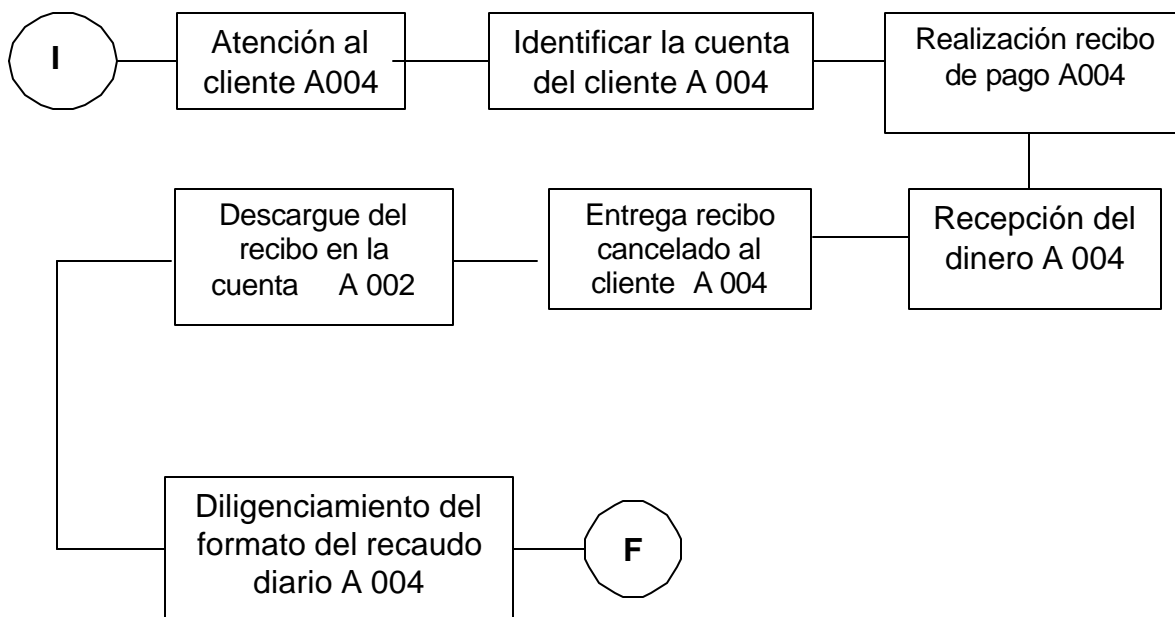 I
Atención al
cliente A004
Identificar la cuenta
del cliente A 004
Realización recibo
de pago A004
Recepción del
dinero A 004
Entrega recibo
cancelado al
cliente A 004
Descargue del
recibo en la
cuenta A 002
Diligenciamiento del
formato del recaudo
diario A 004
F